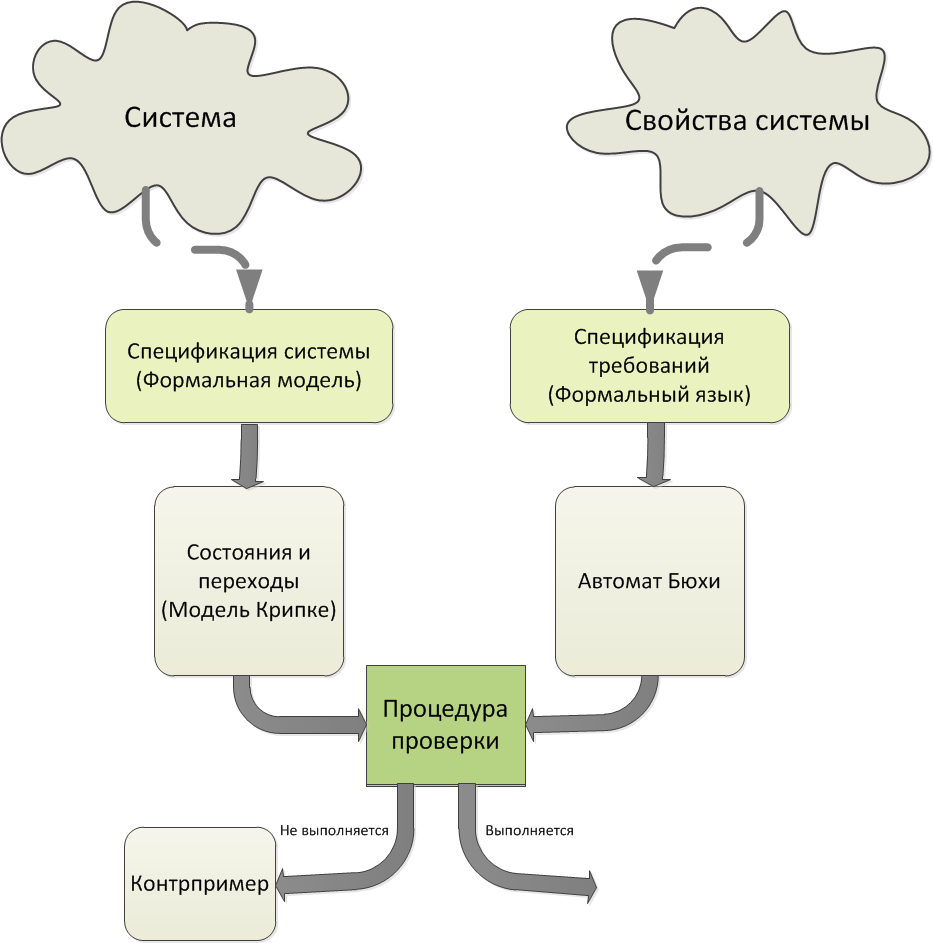 Система
Свойства системы
Спецификация системы
(Формальная модель)
Спецификация
требований
(Формальный язык)
Состояния и
переходы
(Модель Крипке)
Автомат Бюхи
Процедура
проверки
Не выполняется
Выполняется
Контрпример